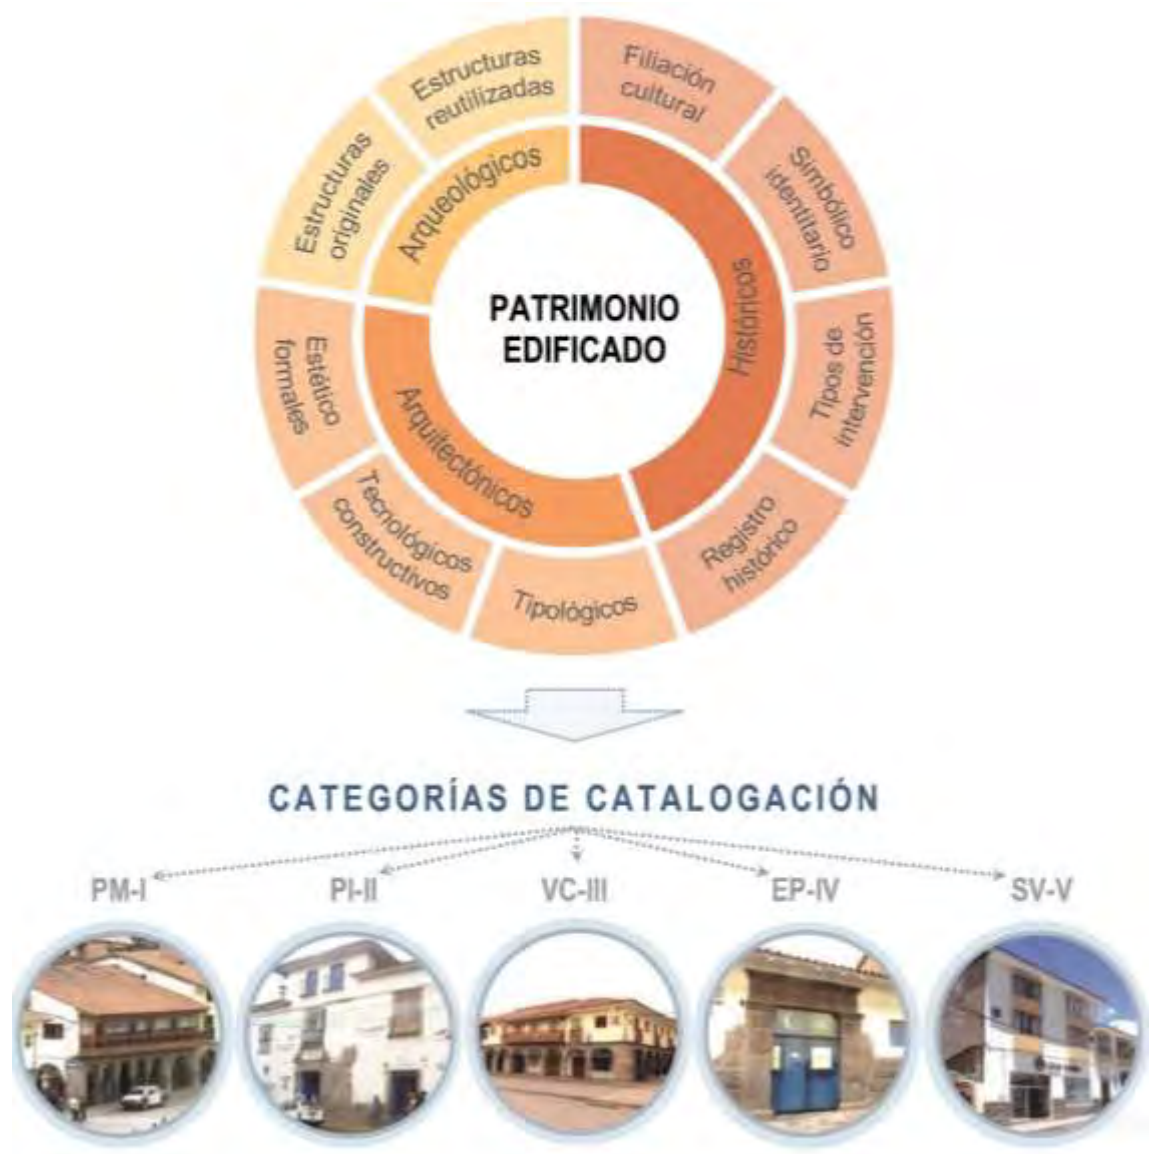 Estructuras
reutilizadas
Filiación
cultural
Estructuras
originales
Arqueológicos
Simbólico
identitario
PATRIMONIO
EDIFICADO
Históricos
Tipos de
intervención
Estético
formales
Arquitectónicos
Tecnológicos
constructivos
Registro
histórico
Tipológicos
CATEGORÍAS DE CATALOGACIÓN
PM-I
PI-II
VC-III
EP-IV
SV-V